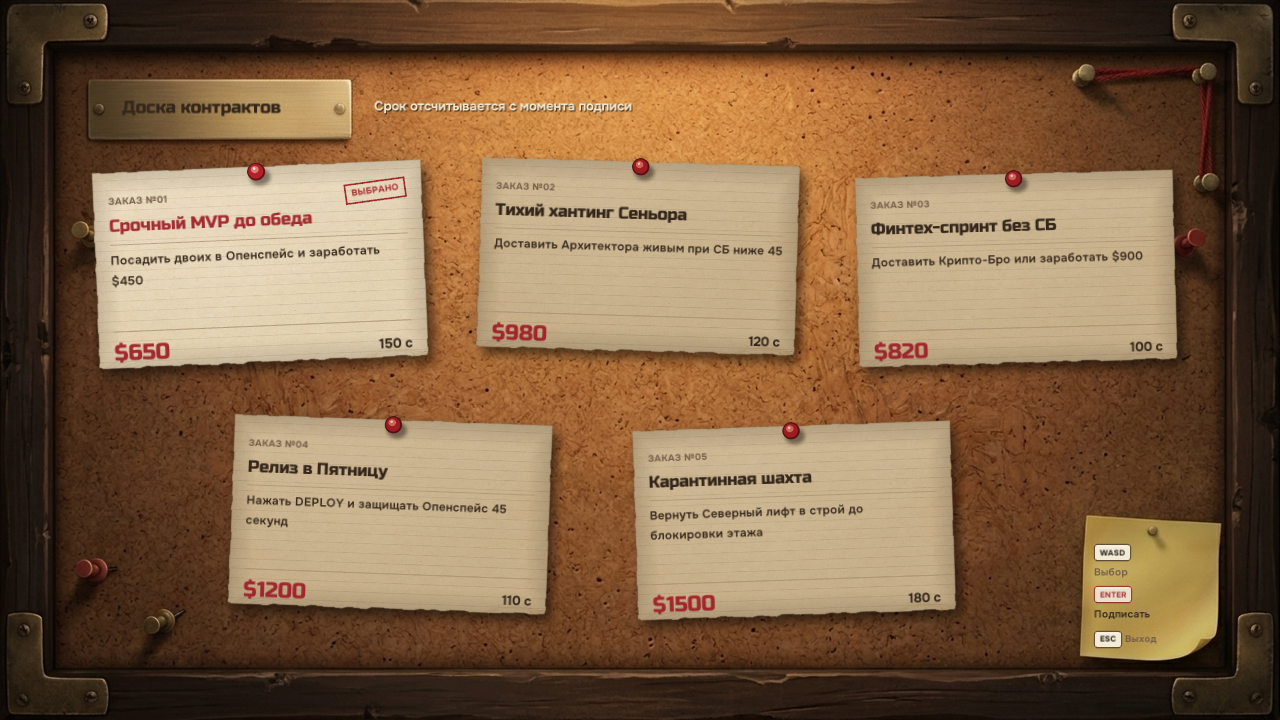 Доска контрактов
Срок отсчитывается с момента подписи
ЗАКАЗ №01
ВЫБРАНО
Срочный MVP до обеда
Посадить двоих в Опенспейс и заработать
$450
$650
150 с
ЗАКАЗ №02
Тихий хантинг Сеньора
Доставить Архитектора живым при СБ ниже 45
$980
120 с
ЗАКАЗ №03
Финтех-спринт без СБ
Доставить Крипто-Бро или заработать $900
$820
100 с
ЗАКАЗ №04
Релиз в Пятницу
Нажать DEPLOY и защищать Опенспейс 45
секунд
$1200
110 с
ЗАКАЗ №05
Карантинная шахта
Вернуть Северный лифт в строй до
блокировки этажа
$1500
180 с
WASD
Выбор
ENTER
Подписать
ESC Выход